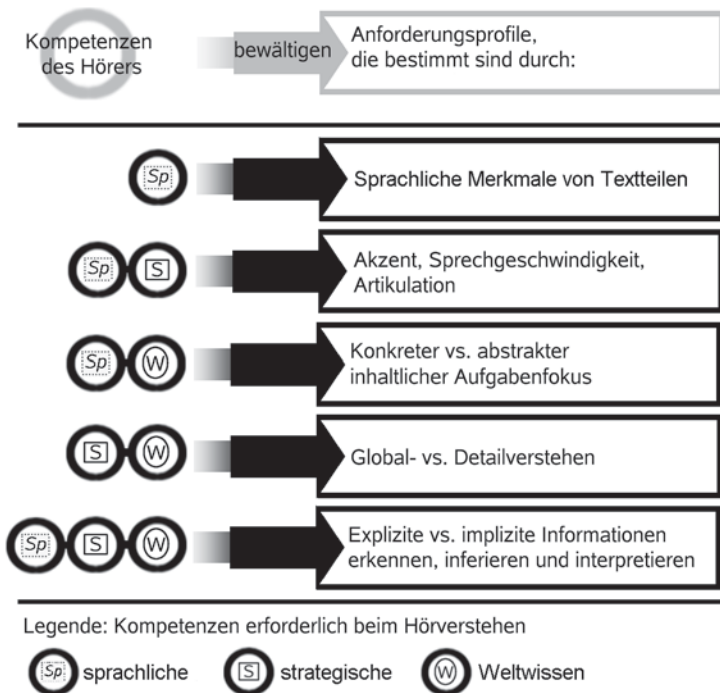 Kompetenzen
des Hörers
bewältigen
Anforderungsprofile,
die bestimmt sind durch:
Sp
Sprachliche Merkmale von Textteilen
Sp S
Akzent, Sprechgeschwindigkeit,
Artikulation
Sp W
Konkreter vs. abstrakter
inhaltlicher Aufgabenfokus
S W
Global- vs. Detailverstehen
Sp S W
Explizite vs. implizite Informationen
erkennen, inferieren und interpretieren
Legende: Kompetenzen erforderlich beim Hörverstehen
Sp sprachliche S strategische W Weltwissen